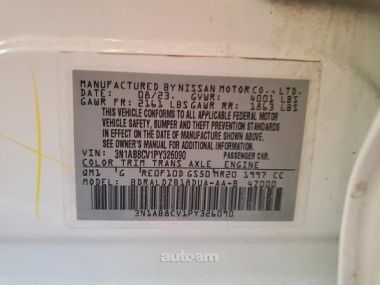 MANUFACTURED BY NISSAN MOTOR CO., LTD.
DATE: 08/23. GVWR: 4001 LBS
GAWR FR: 2161 LBS GAWR RR: 1863 LBS
THIS VEHICLE CONFORMS TO ALL APPLICABLE
FEDERAL MOTOR VEHICLE SAFETY, BUMPER
AND THEFT PREVENTION STANDARDS IN EFFECT
ON THE DATE OF MANUFACTURE SHOWN ABOVE.
SEE OWNER'S MANUAL FOR ADDITIONAL INFORMATION.
VIN: 3N1AB8CV1PY326090 PASSENGER CAR.
COLOR TRIM TRANS AXLE ENGINE
QM1 G RE0F10D GS50 MR20 1997 CC
MODEL: BDRALDZB18DUA-AA-B 47000
3N1AB8CV1PY326090
autoam